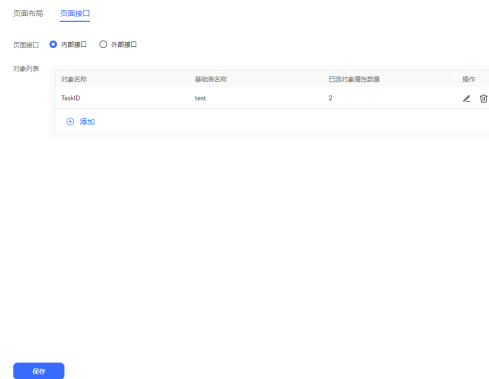 页面布局 页面接口
页面接口 内部接口 外部接口
对象列表
对象名称 基础表名称 已选对象属性数量 操作
TaskID test 2
添加
保存